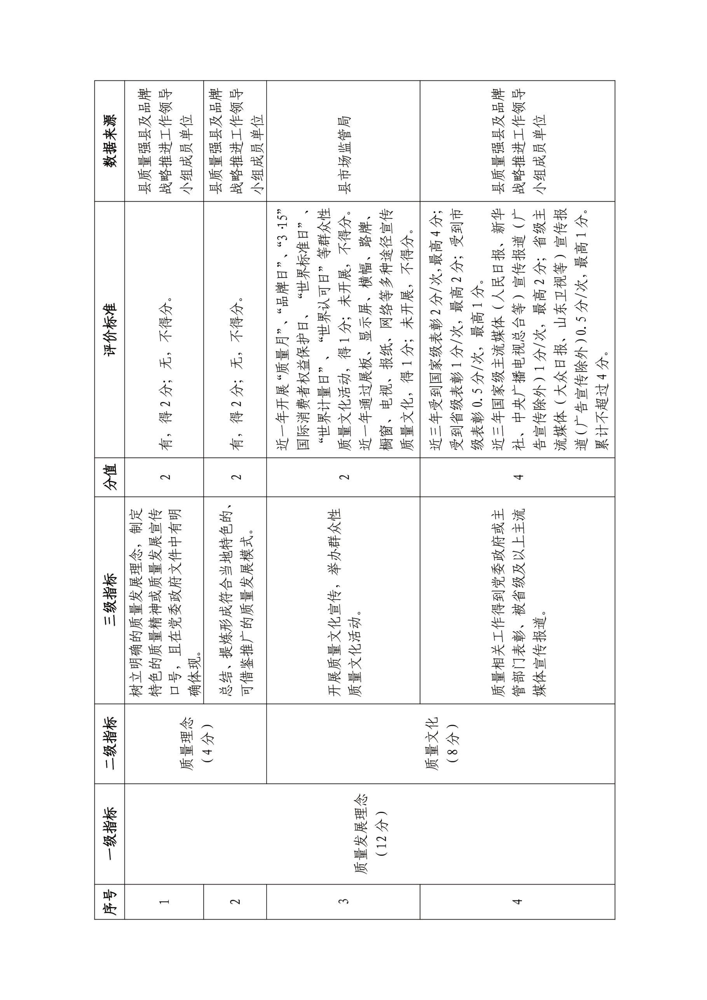 序号 一级指标 二级指标 三级指标 分值 评价标准 数据来源
1
质量发展理念
(12分)
质量理念
(4分)
树立明确的质量发展理念，制定
特色的质量精神或质量发展宣传
口号，且在党委政府文件中有明
确体现。
2
有，得2分；无，不得分。
县质量强县及品牌
战略推进工作领导
小组成员单位
2
总结、提炼形成符合当地特色的、
可借鉴推广的质量发展模式。
2
有，得2分；无，不得分。
县质量强县及品牌
战略推进工作领导
小组成员单位
3
质量文化
(8分)
开展质量文化宣传，举办群众性
质量文化活动。
2
近一年开展“质量月”、“品牌日”、“3·15”
国际消费者权益保护日、“世界标准日”、
“世界计量日”、“世界认可日”等群众性
质量文化活动，得1分；未开展，不得分。
近一年通过展板、显示屏、横幅、路牌、
橱窗、电视、报纸、网络等多种途径宣传
质量文化，得1分；未开展，不得分。
县市场监管局
4
质量相关工作得到党委政府或主
管部门表彰、被省级及以上主流
媒体宣传报道。
4
近三年受到国家级表彰2分/次,最高4分；
受到省级表彰1分/次，最高2分；受到市
级表彰0.5分/次，最高1分。
近三年国家级主流媒体（人民日报、新华
社、中央广播电视总台等）宣传报道（广
告宣传除外）1分/次，最高2分；省级主
流媒体（大众日报、山东卫视等）宣传报
道(广告宣传除外)0.5分/次，最高1分。
累计不超过4分。
县质量强县及品牌
战略推进工作领导
小组成员单位